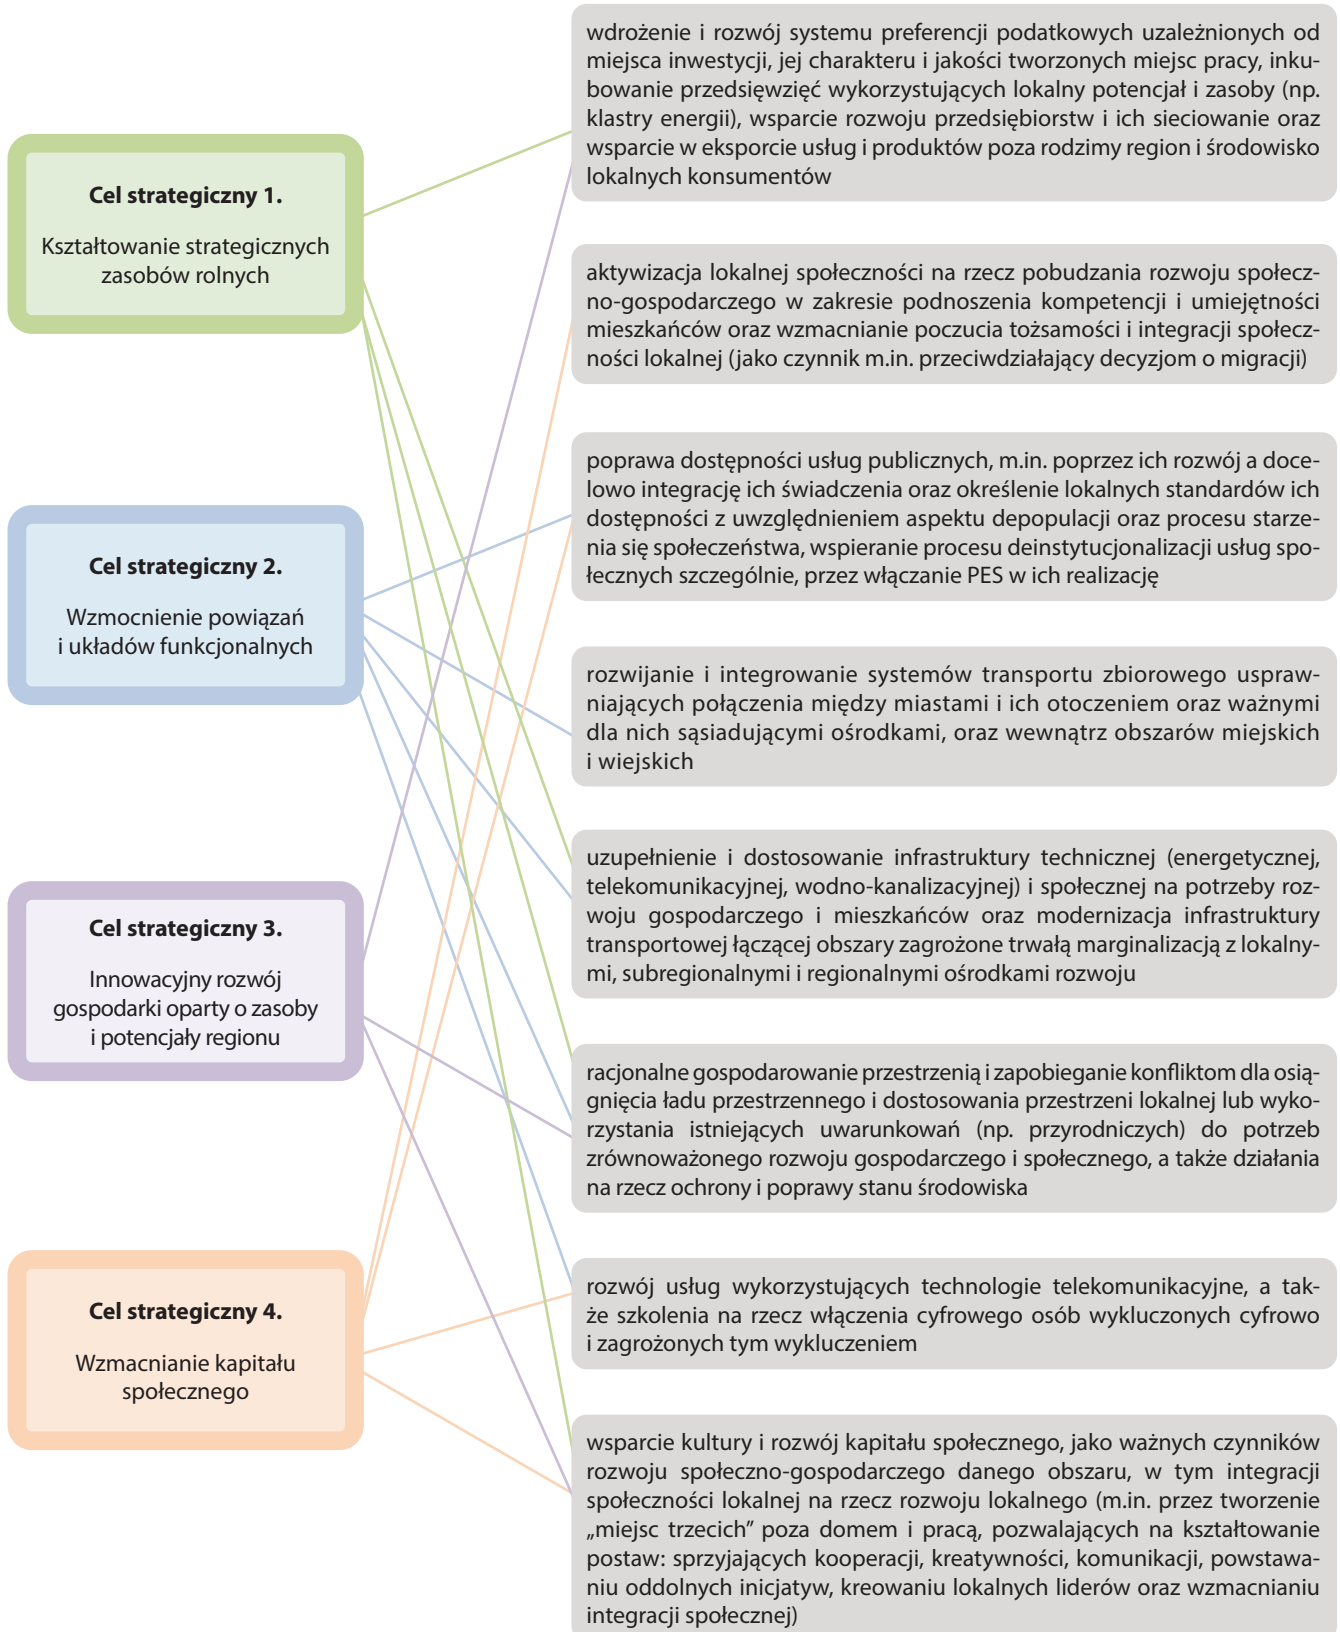 wdrożenie i rozwój systemu preferencji podatkowych uzależnionych od
miejsca inwestycji, jej charakteru i jakości tworzonych miejsc pracy, inku-
bowanie przedsięwzięć wykorzystujących lokalny potencjał i zasoby (np.
klastry energii), wsparcie rozwoju przedsiębiorstw i ich sieciowanie oraz
wsparcie w eksporcie usług i produktów poza rodzimy region i środowisko
lokalnych konsumentów
Cel strategiczny 1.
Kształtowanie strategicznych
zasobów rolnych
aktywizacja lokalnej społeczności na rzecz pobudzania rozwoju społecz-
no-gospodarczego w zakresie podnoszenia kompetencji i umiejętności
mieszkańców oraz wzmacnianie poczucia tożsamości i integracji społecz-
ności lokalnej (jako czynnik m.in. przeciwdziałający decyzjom o migracji)
poprawa dostępności usług publicznych, m.in. poprzez ich rozwój a doce-
lowo integrację ich świadczenia oraz określenie lokalnych standardów ich
dostępności z uwzględnieniem aspektu depopulacji oraz procesu starze-
nia się społeczeństwa, wspieranie procesu deinstytucjonalizacji usług spo-
łecznych szczególnie, przez włączanie PES w ich realizację
Cel strategiczny 2.
Wzmocnienie powiązań
i układów funkcjonalnych
rozwijanie i integrowanie systemów transportu zbiorowego uspraw-
niających połączenia między miastami i ich otoczeniem oraz ważnymi
dla nich sąsiadującymi ośrodkami, oraz wewnątrz obszarów miejskich
i wiejskich
uzupełnienie i dostosowanie infrastruktury technicznej (energetycznej,
telekomunikacyjnej, wodno-kanalizacyjnej) i społecznej na potrzeby roz-
woju gospodarczego i mieszkańców oraz modernizacja infrastruktury
transportowej łączącej obszary zagrożone trwałą marginalizacją z lokalny-
mi, subregionalnymi i regionalnymi ośrodkami rozwoju
Cel strategiczny 3.
Innowacyjny rozwój
gospodarki oparty o zasoby
i potencjały regionu
racjonalne gospodarowanie przestrzenią i zapobieganie konfliktom dla osią-
gnięcia ładu przestrzennego i dostosowania przestrzeni lokalnej lub wyko-
rzystania istniejących uwarunkowań (np. przyrodniczych) do potrzeb
zrównoważonego rozwoju gospodarczego i społecznego, a także działania
na rzecz ochrony i poprawy stanu środowiska
Cel strategiczny 4.
Wzmacnianie kapitału
społecznego
rozwój usług wykorzystujących technologie telekomunikacyjne, a tak-
że szkolenia na rzecz włączenia cyfrowego osób wykluczonych cyfrowo
i zagrożonych tym wykluczeniem
wsparcie kultury i rozwój kapitału społecznego, jako ważnych czynników
rozwoju społeczno-gospodarczego danego obszaru, w tym integracji
społeczności lokalnej na rzecz rozwoju lokalnego (m.in. przez tworzenie
„miejsc trzecich” poza domem i pracą, pozwalających na kształtowanie
postaw: sprzyjających kooperacji, kreatywności, komunikacji, powstawa-
niu oddolnych inicjatyw, kreowaniu lokalnych liderów oraz wzmacnianiu
integracji społecznej)